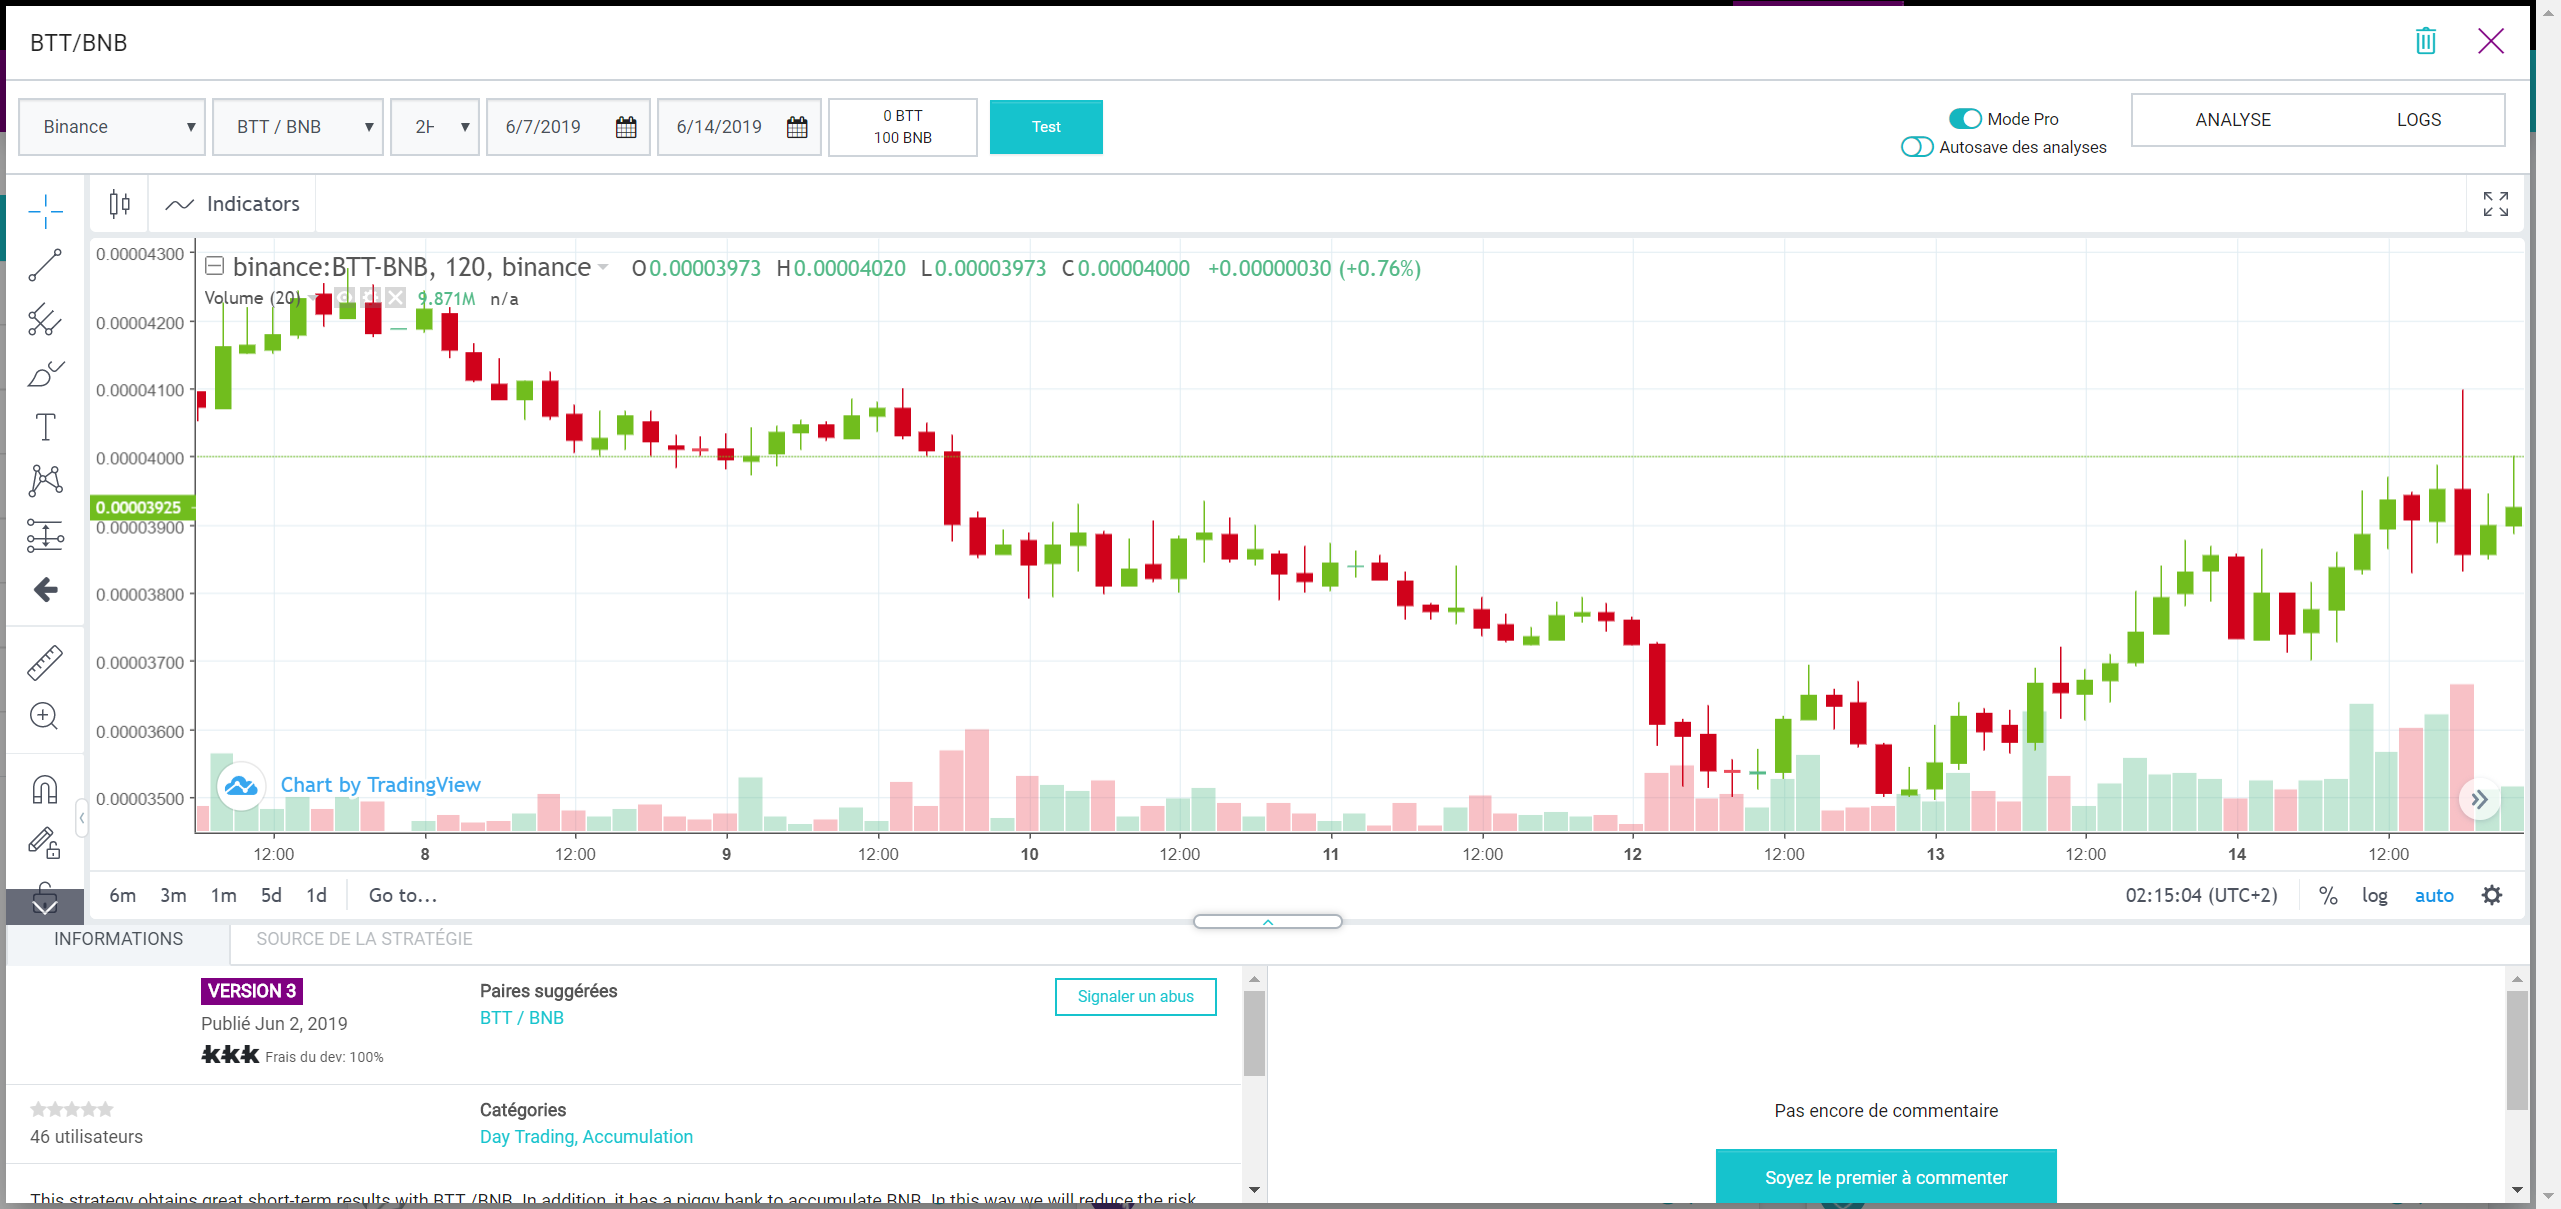 BTT/BNB
Binance
BTT / BNB
2H
6/7/2019
6/14/2019
0 BTT
100 BNB
Test
Mode Pro
Autosave des analyses
ANALYSE
LOGS
Indicators
binance:BTT-BNB, 120, binance O0.00003973 H0.00004020 L0.00003973 C0.00004000 +0.00000030 (+0.76%)
Volume (20) 9.871M n/a
0.00004300
0.00004200
0.00004100
0.00004000
0.00003925
0.00003900
0.00003800
0.00003700
0.00003600
0.00003500
Chart by TradingView
12:00 8 12:00 9 12:00 10 12:00 11 12:00 12 12:00 13 12:00 14 12:00
6m 3m 1m 5d 1d Go to... 02:15:04 (UTC+2) % log auto
INFORMATIONS
SOURCE DE LA STRATÉGIE
VERSION 3
Publié Jun 2, 2019
Frais du dev: 100%
Paires suggérées
BTT / BNB
Signaler un abus
46 utilisateurs
Catégories
Day Trading, Accumulation
This strategy obtains great short-term results with BTT /BNB. In addition, it has a piggy bank to accumulate BNB. In this way we will reduce the risk
Pas encore de commentaire
Soyez le premier à commenter